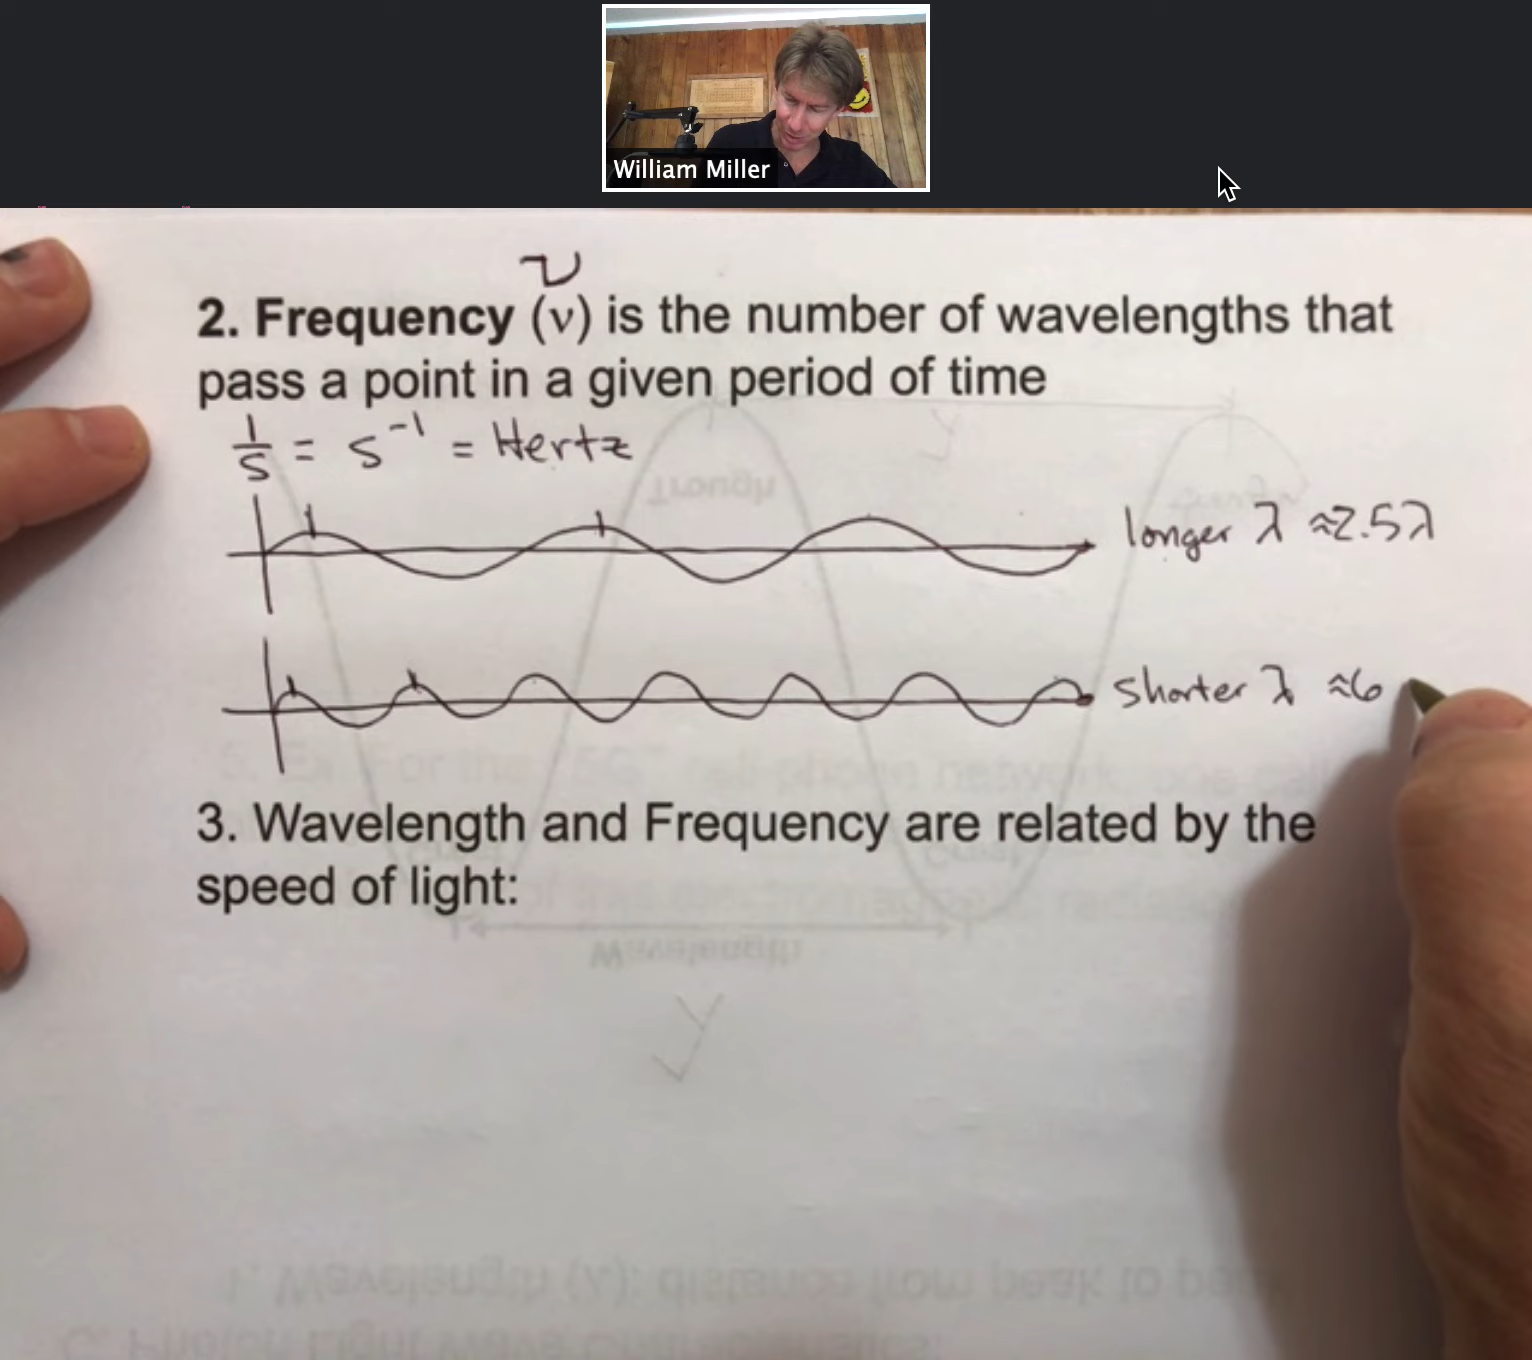 William Miller
ν
2. Frequency (ν) is the number of wavelengths that
pass a point in a given period of time
1/s = s⁻¹ = Hertz
longer λ ≈2.5λ
shorter λ ≈6
3. Wavelength and Frequency are related by the
speed of light: